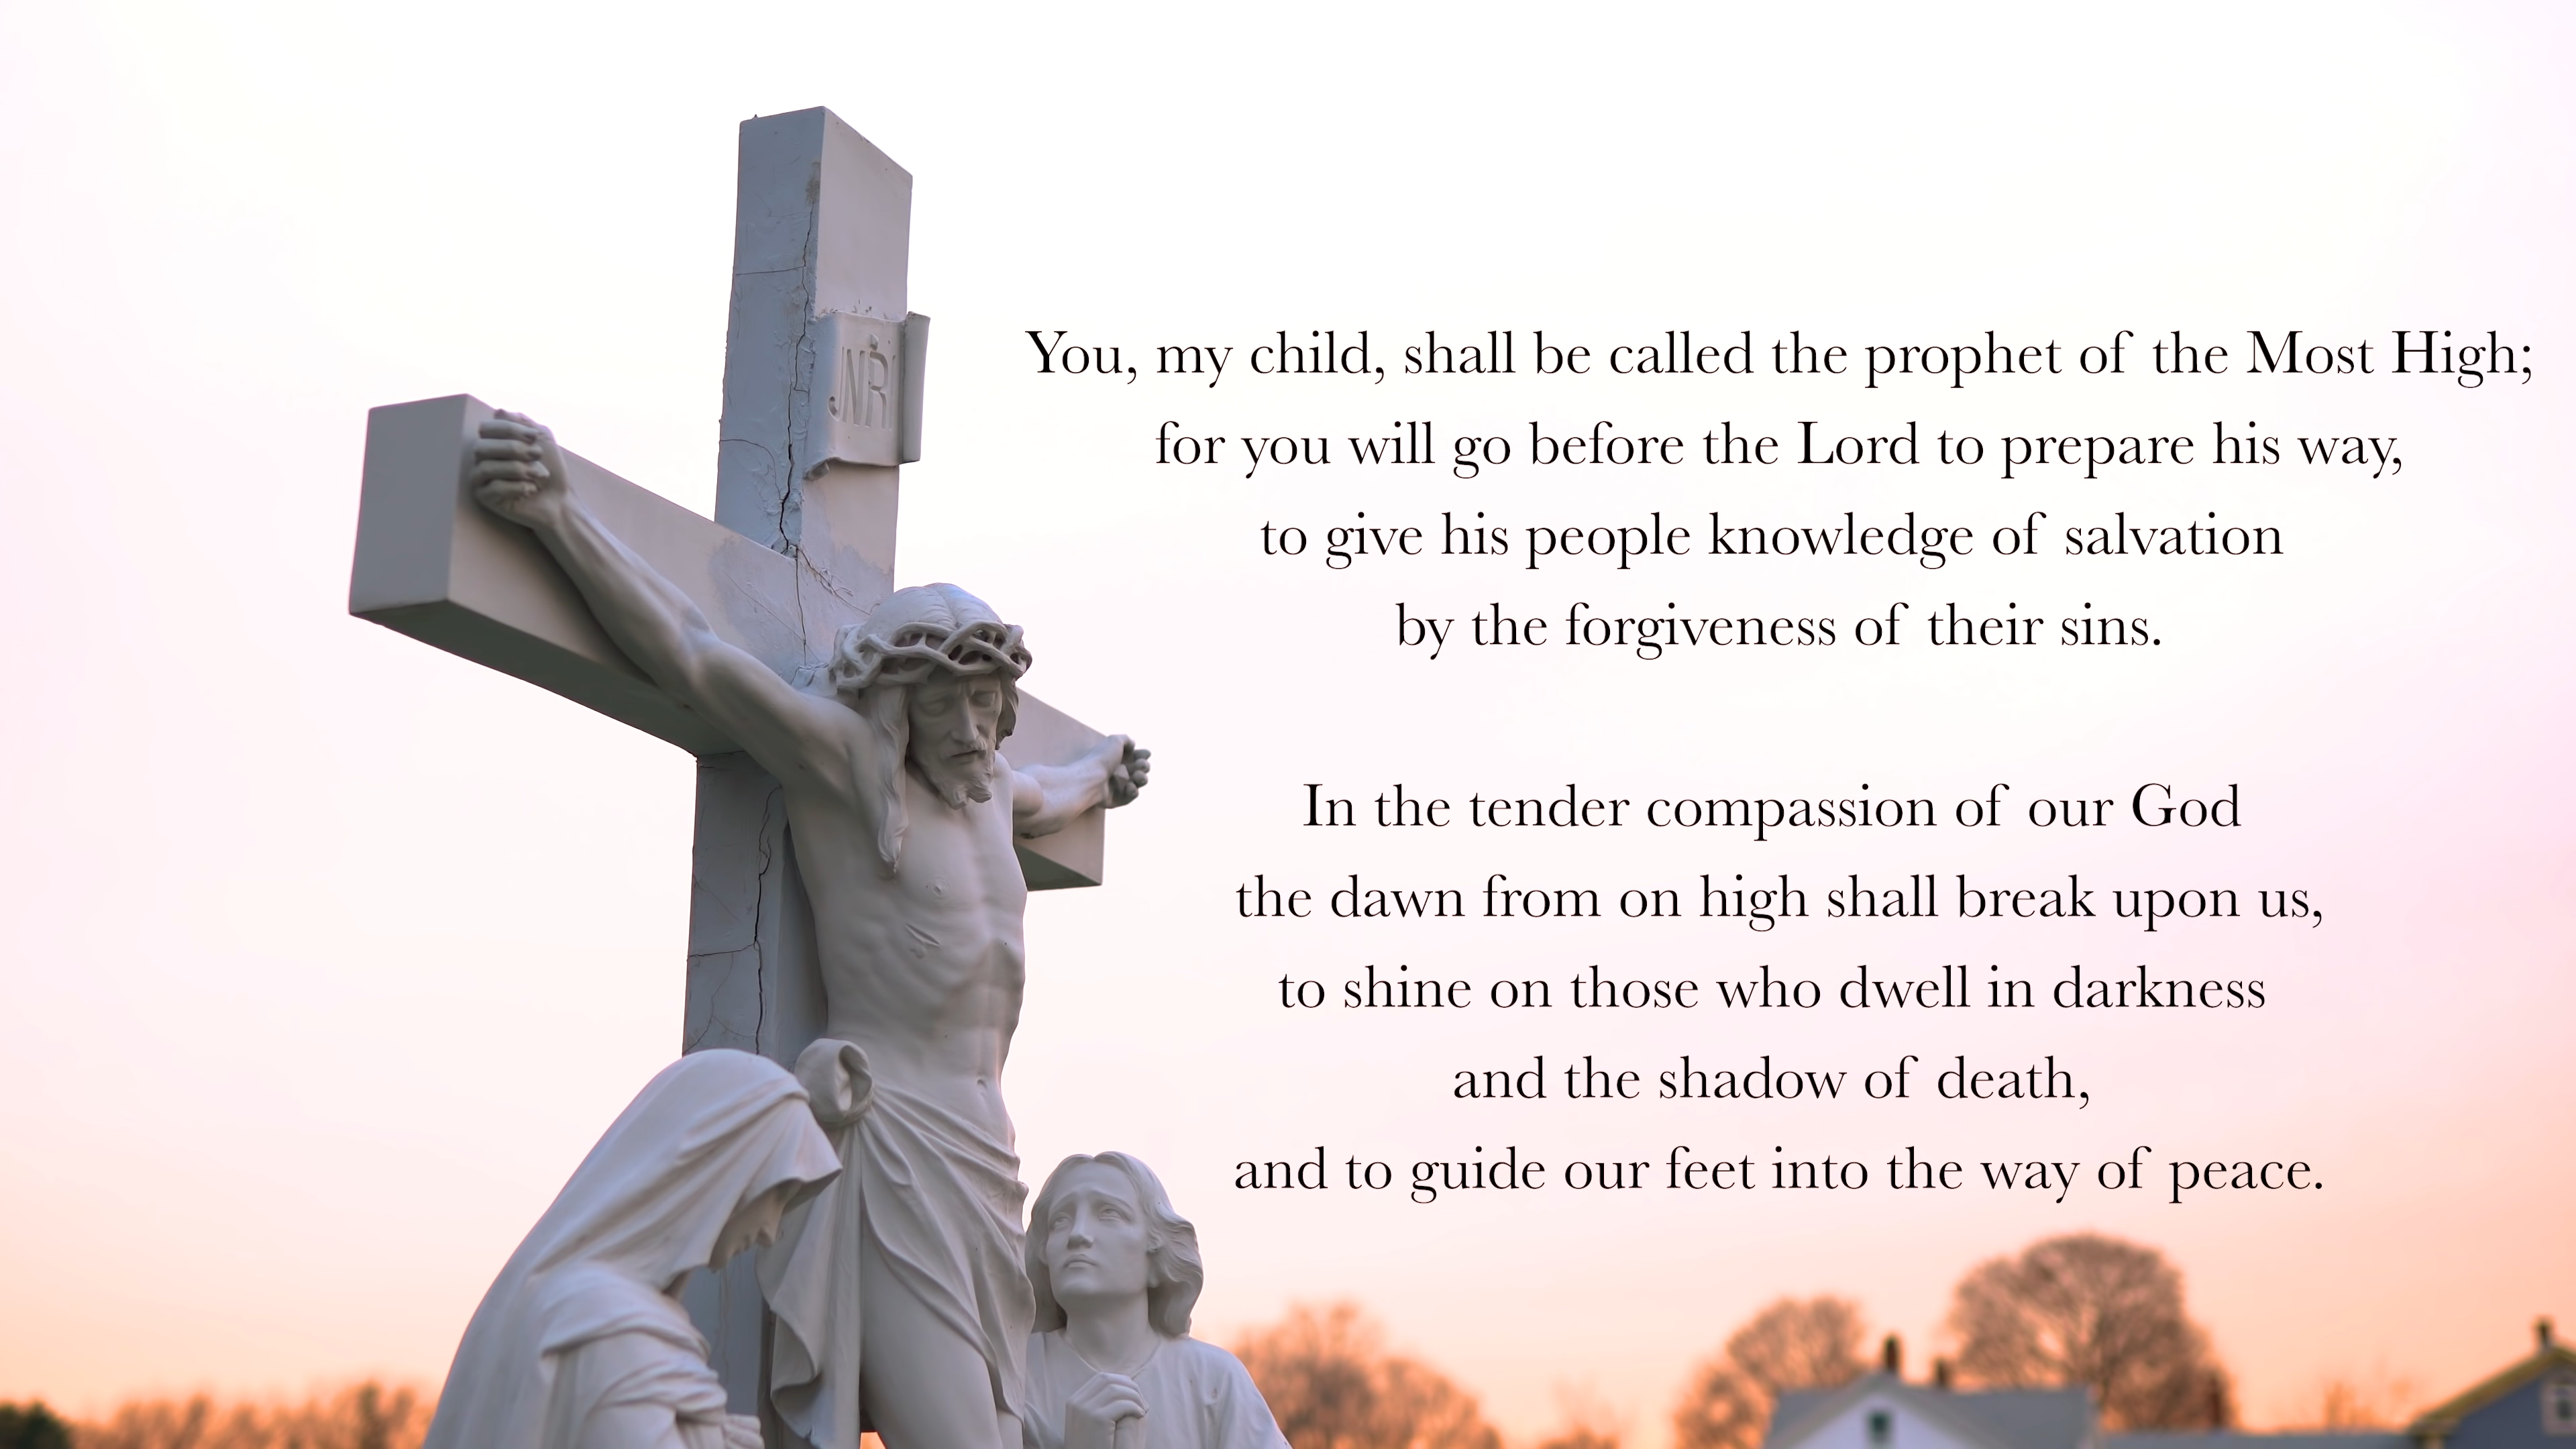 JNRI
You, my child, shall be called the prophet of the Most High;
for you will go before the Lord to prepare his way,
to give his people knowledge of salvation
by the forgiveness of their sins.
In the tender compassion of our God
the dawn from on high shall break upon us,
to shine on those who dwell in darkness
and the shadow of death,
and to guide our feet into the way of peace.